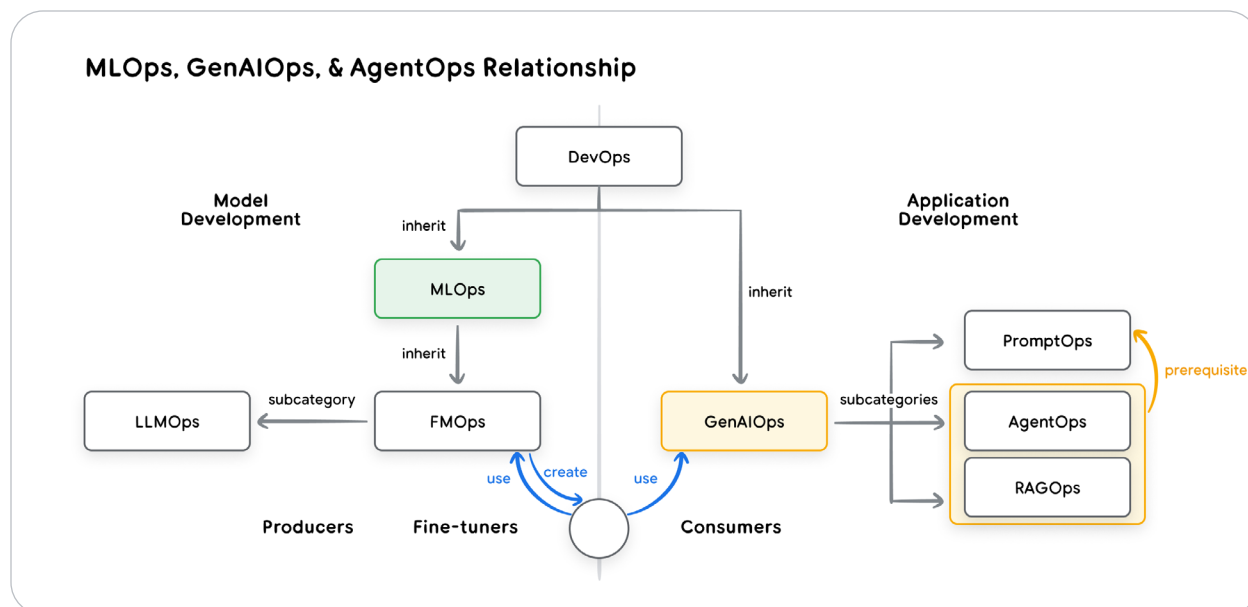 MLOps, GenAIOps, & AgentOps Relationship
DevOps
Model
Development
Application
Development
inherit
MLOps
inherit
inherit
PromptOps
prerequisite
subcategory
subcategories
LLMOps
FMOps
GenAIOps
AgentOps
use
create
use
RAGOps
Producers
Fine-tuners
Consumers